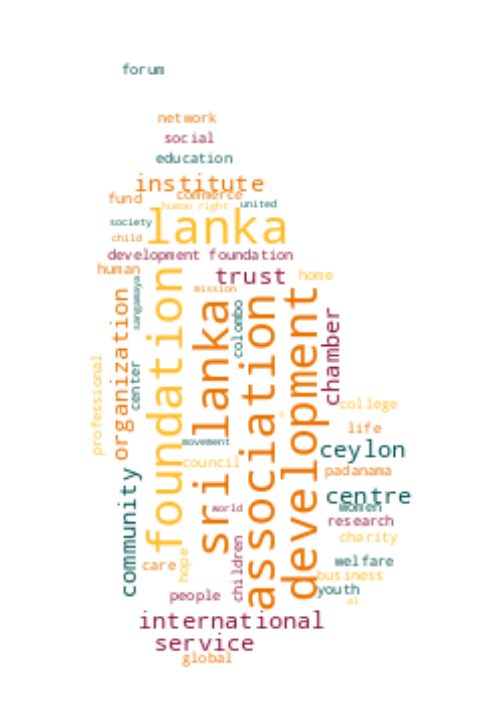 forum
network
social
education
institute
commerce
fund
human right
united
lanka
society
child
development foundation
human
trust
home
sangamaya
mission
foundation
sri lanka
association
development
organization
colombo
chamber
professional
center
college
life
movement
ceylon
council
padanama
community
centre
women
world
research
charity
children
hope
care
welfare
business
youth
people
al
international
service
global